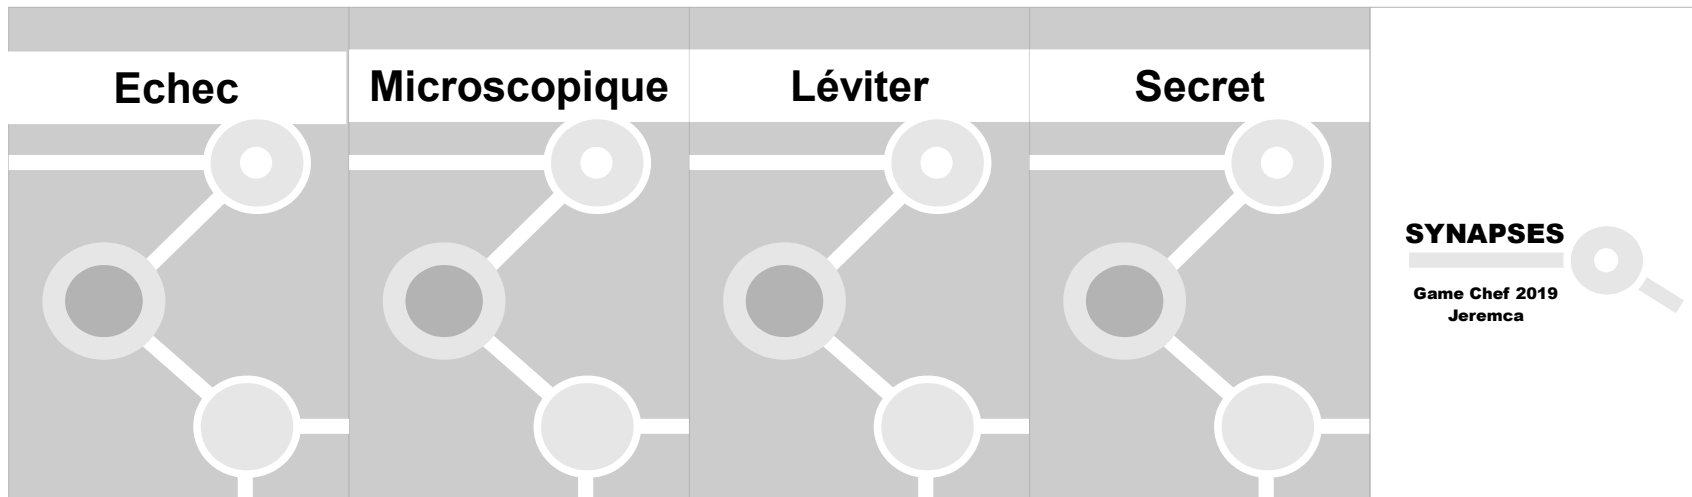 Echec
Microscopique
Léviter
Secret
SYNAPSES
Game Chef 2019
Jeremca